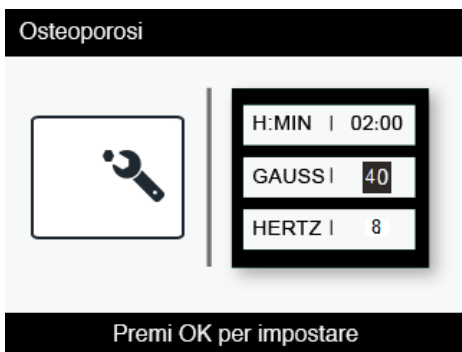 Osteoporosi
H:MIN | 02:00
GAUSS | 40
HERTZ | 8
Premi OK per impostare